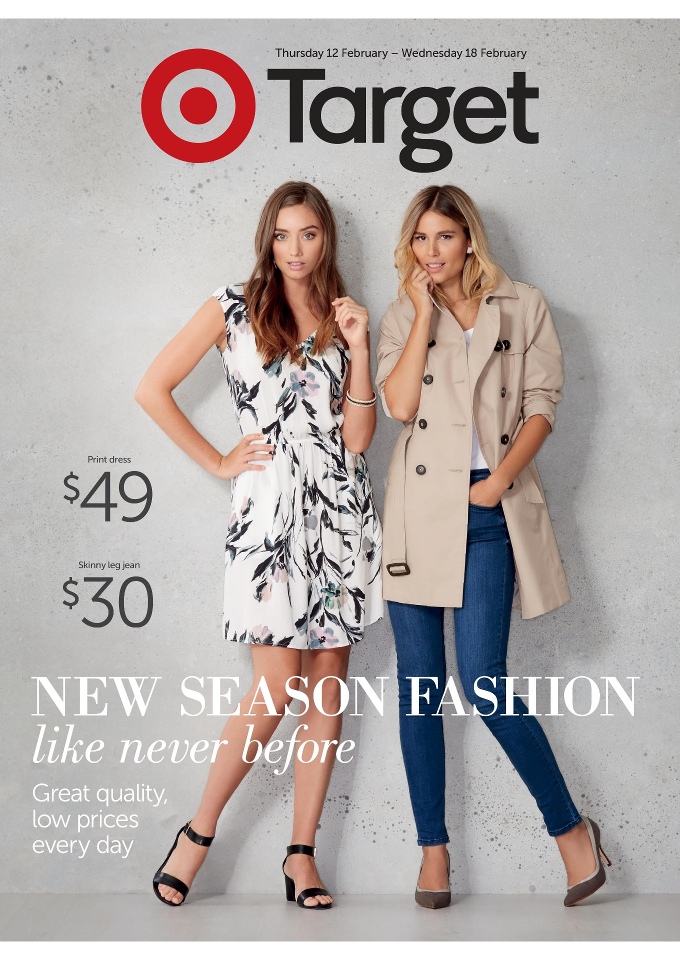 Thursday 12 February – Wednesday 18 February
Target
Print dress
$49
Skinny leg jean
$30
NEW SEASON FASHION
like never before
Great quality,
low prices
every day